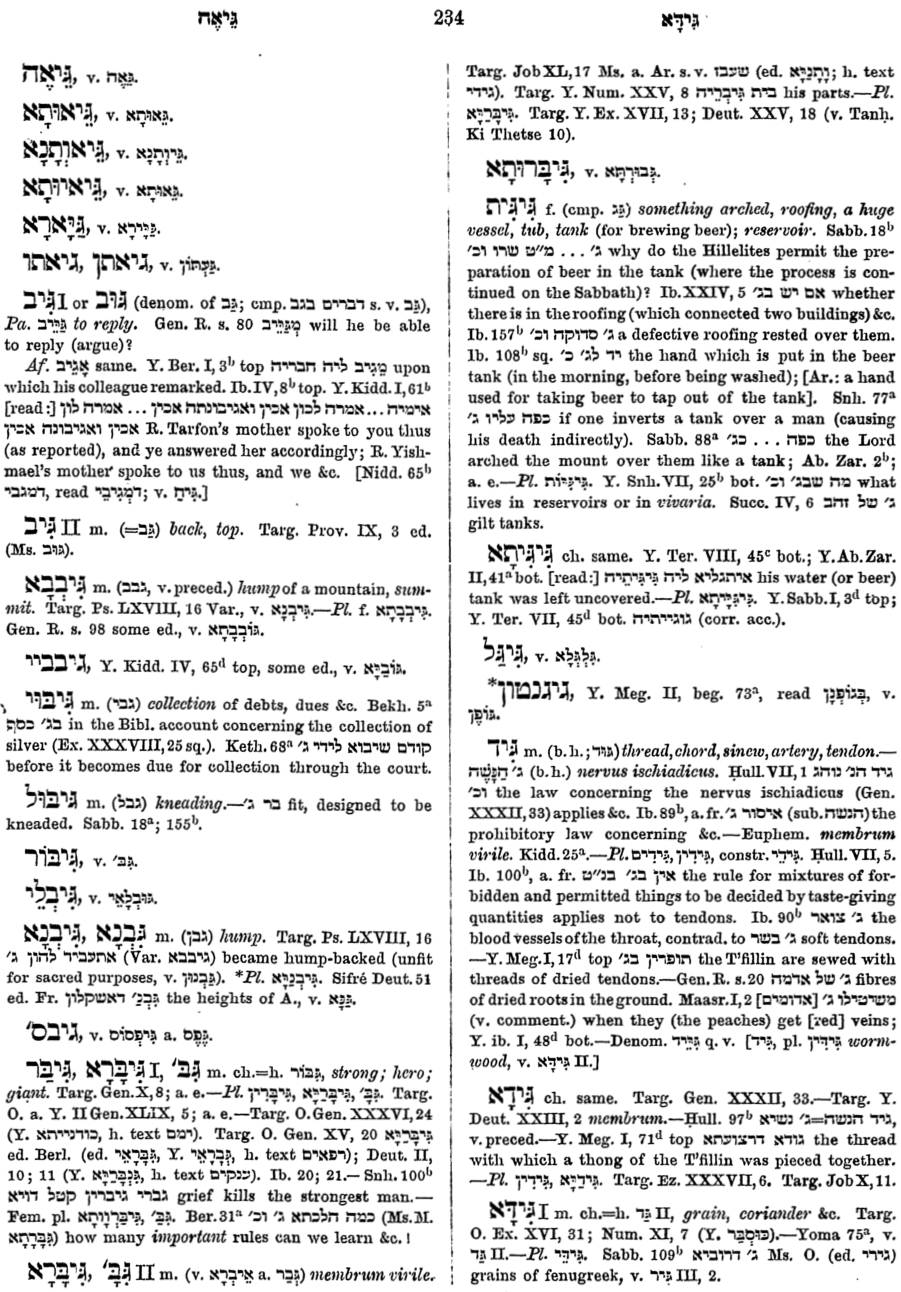 גֵּיאֶה 234 גִּידָּא
גֵּיאֶה, v. גֵּאֶה.
גֵּיאוּתָא, v. גֵּאוּתָא.
גֵּיאוְתָנָא, v. גֵּיוְתָנָא.
גֵּיאיוּתָא, v. גֵּאוּתָא.
גַּיָּארָא, v. גַּיָּירָא.
גיאתן, גיאתו, v. גַּעְתּוֹן.
גִּיב I or גּוּב (denom. of גַּב; cmp. דברים בגב s. v. גַּב),
Pa. גַּיֵּיב to reply. Gen. R. s. 80 מְגַיֵּיב will he be able
to reply (argue)?
Af. אֲגֵיב same. Y. Ber. I, 3ᵇ top מֵגִיב ליה חבריה upon
which his colleague remarked. Ib. IV, 8ᵇ top. Y. Kidd. I, 61ᵇ
[read:] אימיה ... אמרה לכון אכין ואגיבונתה אכין ... אמרה לון
אכין ואגיבונה אכין R. Tarfon's mother spoke to you thus
(as reported), and ye answered her accordingly; R. Yish-
mael's mother spoke to us thus, and we &c. [Nidd. 65ᵇ
דמגבי, read דִּמְגִיבֵי; v. גִּיחַ.]
גִּיב II m. (=גַּב) back, top. Targ. Prov. IX, 3 ed.
(Ms. גּוּב).
גִּיבְבָא m. (גבב, v. preced.) hump of a mountain, sum-
mit. Targ. Ps. LXVIII, 16 Var., v. גִּיבְנָא.—Pl. f. גִּיבְבָתָא.
Gen. R. s. 98 some ed., v. גּוֹבְבָתָא.
גיבביי, Y. Kidd. IV, 65ᵈ top, some ed., v. גּוֹבַיָּא.
גִּיבּוּי m. (גבי) collection of debts, dues &c. Bekh. 5ᵃ
בג׳ כסף in the Bibl. account concerning the collection of
silver (Ex. XXXVIII, 25 sq.). Keth. 68ᵃ קודם שיבוא לידי ג׳
before it becomes due for collection through the court.
גִּיבּוּל m. (גבל) kneading.—בר ג׳ fit, designed to be
kneaded. Sabb. 18ᵃ; 155ᵇ.
גִּיבּוֹר, v. גִּבּ׳.
גִּיבְלֵי, v. גּוּבְלָאֵי.
גִּיבְנָא, גִּבְנָא m. (גבן) hump. Targ. Ps. LXVIII, 16
אתעביד להון ג׳ (Var. גיבבא) became hump-backed (unfit
for sacred purposes, v. גַּבְנוּן). *Pl. גִּיבְנַיָּא. Sifré Deut. 51
ed. Fr. גִּבְנֵי דאשקלון the heights of A., v. גַּנָּא.
גיבס׳, v. גִּיפְסוֹס a. גֶּפֶס.
גִּיבָּר, גִּיבָּרָא I, גִּבּ׳ m. ch.=h. גִּבּוֹר, strong; hero;
giant. Targ. Gen. X, 8; a. e.—Pl. גִּיבָּרִין, גִּיבָּרַיָּא, גִּבּ׳. Targ.
O. a. Y. II Gen. XLIX, 5; a. e.—Targ. O. Gen. XXXVI, 24
(Y. כודנייתא, h. text ימם). Targ. O. Gen. XV, 20 גִּיבָּרַיָּא
ed. Berl. (ed. גִּבָּרָאֵי, Y. גִּבָּרָאֵי, h. text רפאים); Deut. II,
10; 11 (Y. גִּנְבָּרַיָּא, h. text ענקים). Ib. 20; 21.—Snh. 100ᵇ
גברי גיברין קטל דויא grief kills the strongest man.—
Fem. pl. גִּיבַּרְוָותָא, גִּבּ׳. Ber. 31ᵃ כמה הלכתא ג׳ וכ׳ (Ms. M.
גִּבָּרָתָא) how many important rules can we learn &c.!
גִּיבָּרָא, גִּבּ׳ II m. (v. אֵיבְרָא a. גְּבַר) membrum virile.
Targ. Job XL, 17 Ms. a. Ar. s. v. שעבז (ed. וָתָנַיָּא; h. text
גידי). Targ. Y. Num. XXV, 8 בית גִּיבְרֵיהּ his parts.—Pl.
גִּיבָּרַיָּא. Targ. Y. Ex. XVII, 13; Deut. XXV, 18 (v. Tanḥ.
Ki Thetse 10).
גִּיבָּרוּתָא, v. גְּבוּרְתָּא.
גִּיגִּית f. (cmp. גַּג) something arched, roofing, a huge
vessel, tub, tank (for brewing beer); reservoir. Sabb. 18ᵇ
ג׳ ... מ״ט שרו וכ׳ why do the Hillelites permit the pre-
paration of beer in the tank (where the process is con-
tinued on the Sabbath)? Ib. XXIV, 5 אם יש בג׳ whether
there is in the roofing (which connected two buildings) &c.
Ib. 157ᵇ ג׳ סדוקה וכ׳ a defective roofing rested over them.
Ib. 108ᵇ sq. יד לג׳ כ׳ the hand which is put in the beer
tank (in the morning, before being washed); [Ar.: a hand
used for taking beer to tap out of the tank]. Snh. 77ᵃ
כפה עליו ג׳ if one inverts a tank over a man (causing
his death indirectly). Sabb. 88ᵃ כפה ... כג׳ the Lord
arched the mount over them like a tank; Ab. Zar. 2ᵇ;
a. e.—Pl. גִּיגִיּוֹת. Y. Snh. VII, 25ᵇ bot. מה שבג׳ וכ׳ what
lives in reservoirs or in vivaria. Succ. IV, 6 ג׳ של זהב
gilt tanks.
גִּיגִּיתָא ch. same. Y. Ter. VIII, 45ᶜ bot.; Y. Ab. Zar.
II, 41ᵃ bot. [read:] איתגליא ליה גִּיגִּיתֵיהּ his water (or beer)
tank was left uncovered.—Pl. גִּיגִּיָּיתָא. Y. Sabb. I, 3ᵈ top;
Y. Ter. VII, 45ᵈ bot. גוגייתיה (corr. acc.).
גִּיגַּל, v. גִּלְגְּלָא.
*גיגנטון, Y. Meg. II, beg. 73ᵃ, read בְּגוֹפְנָן, v.
גּוֹפֶן.
גִּיד m. (b. h.; גּוּד) thread, chord, sinew, artery, tendon.—
ג׳ הַנָּשֶׁה (b. h.) nervus ischiadicus. Ḥull. VII, 1 גיד הנ׳ נוהג
וכ׳ the law concerning the nervus ischiadicus (Gen.
XXXII, 33) applies &c. Ib. 89ᵇ, a. fr. איסור ג׳ (sub. הנשה) the
prohibitory law concerning &c.—Euphem. membrum
virile. Kidd. 25ᵃ.—Pl. גִּידִים, גִּידִין, constr. גִּידֵי. Ḥull. VII, 5.
Ib. 100ᵇ, a. fr. אין בג׳ בנ״ט the rule for mixtures of for-
bidden and permitted things to be decided by taste-giving
quantities applies not to tendons. Ib. 90ᵇ ג׳ צואר the
blood vessels of the throat, contrad. to ג׳ בשר soft tendons.
—Y. Meg. I, 17ᵈ top תופרין בג׳ the T'fillin are sewed with
threads of dried tendons.—Gen. R. s. 20 ג׳ של אדמה fibres
of dried roots in the ground. Maasr. I, 2 משיטילו ג׳ [אדומים]
(v. comment.) when they (the peaches) get [red] veins;
Y. ib. I, 48ᵈ bot.—Denom. גִּיֵּיד q. v. [גִּיד, pl. גִּידִין worm-
wood, v. גִּידָּא II.]
גִּידָא ch. same. Targ. Gen. XXXII, 33.—Targ. Y.
Deut. XXIII, 2 membrum.—Ḥull. 97ᵇ גיד הנשה=ג׳ נשיא,
v. preced.—Y. Meg. I, 71ᵈ top גודא דרצועתא the thread
with which a thong of the T'fillin was pieced together.
—Pl. גִּידַיָּא, גִּידִין. Targ. Ez. XXXVII, 6. Targ. Job X, 11.
גִּידָּא I m. ch.=h. גַּד II, grain, coriander &c. Targ.
O. Ex. XVI, 31; Num. XI, 7 (Y. כּוּסְבַּר).—Yoma 75ᵃ, v.
גַּד II.—Pl. גִּידֵּי. Sabb. 109ᵇ ג׳ דרוביא Ms. O. (ed. גירי)
grains of fenugreek, v. גִּיר III, 2.